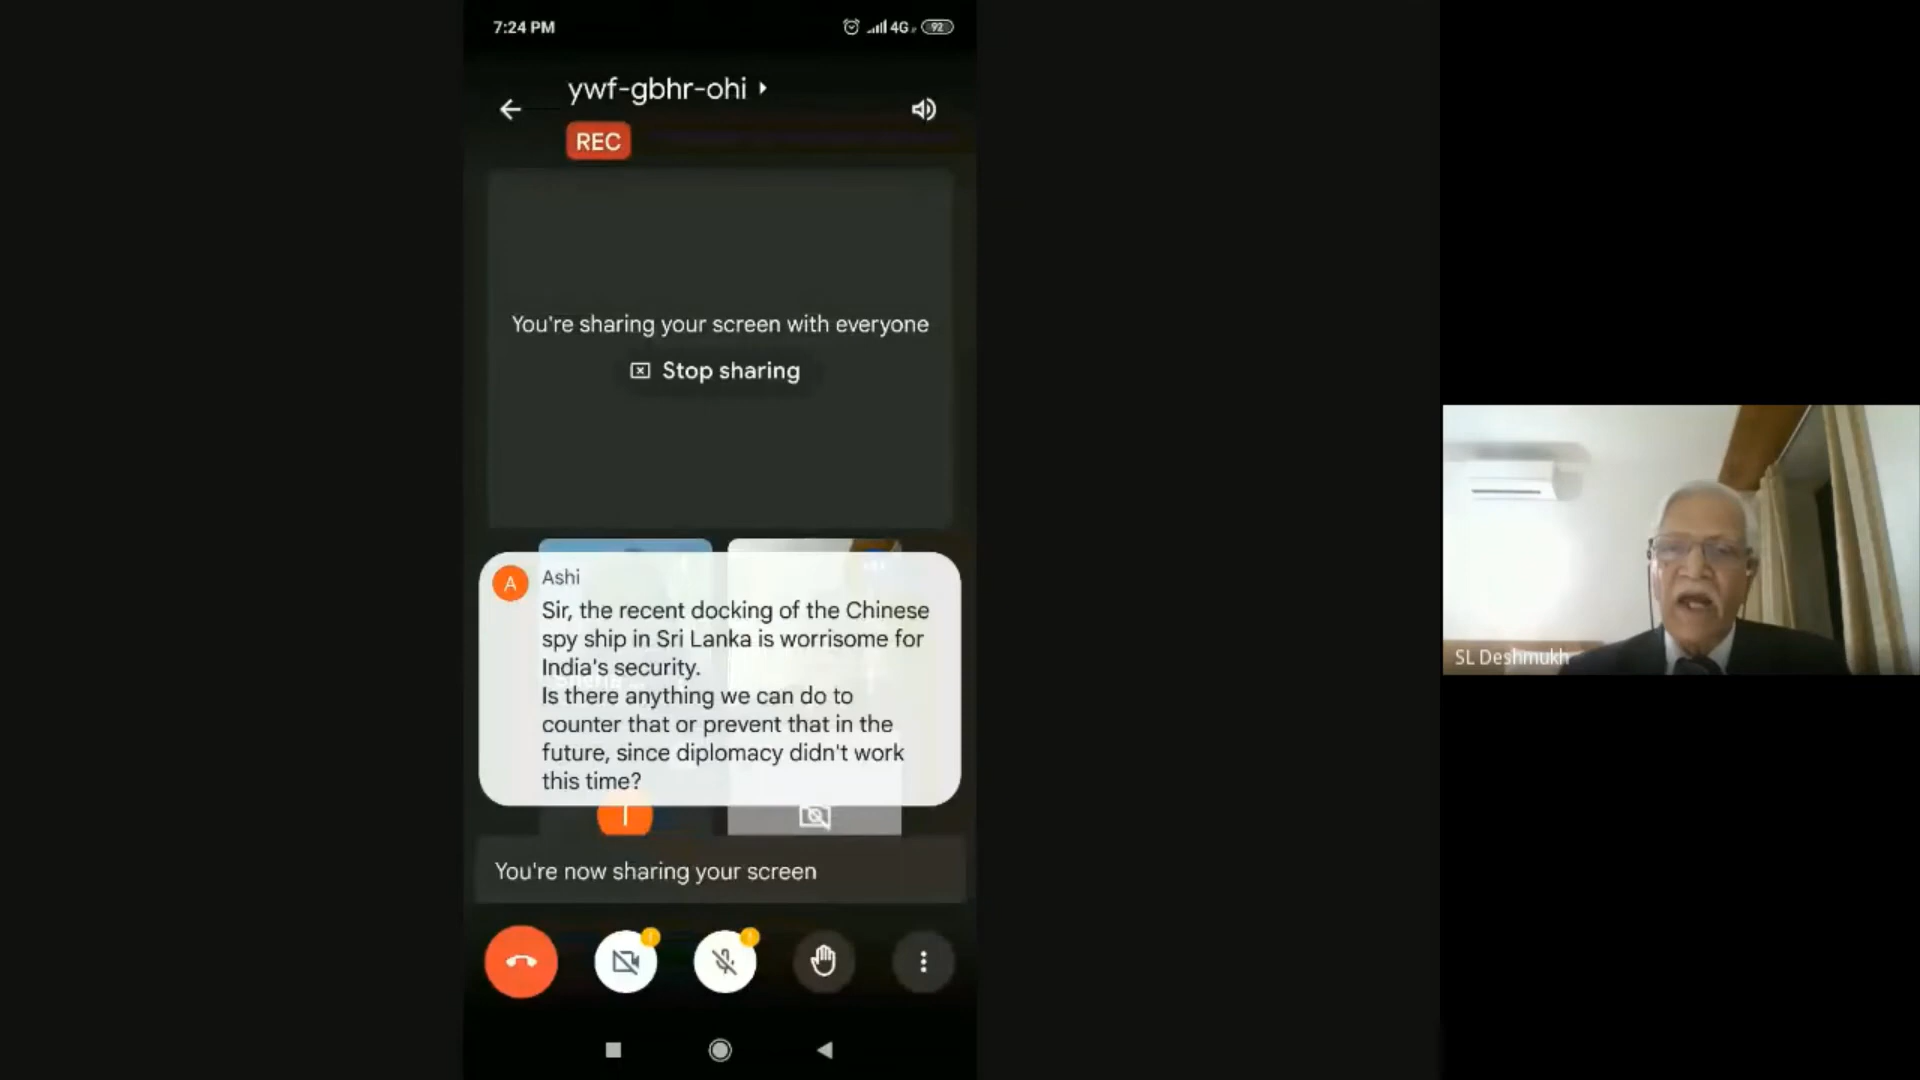 7:24 PM
4G
92
ywf-gbhr-ohi
REC
You're sharing your screen with everyone
Stop sharing
A
Ashi
Sir, the recent docking of the Chinese
spy ship in Sri Lanka is worrisome for
India's security.
Is there anything we can do to
counter that or prevent that in the
future, since diplomacy didn't work
this time?
You're now sharing your screen
SL Deshmukh